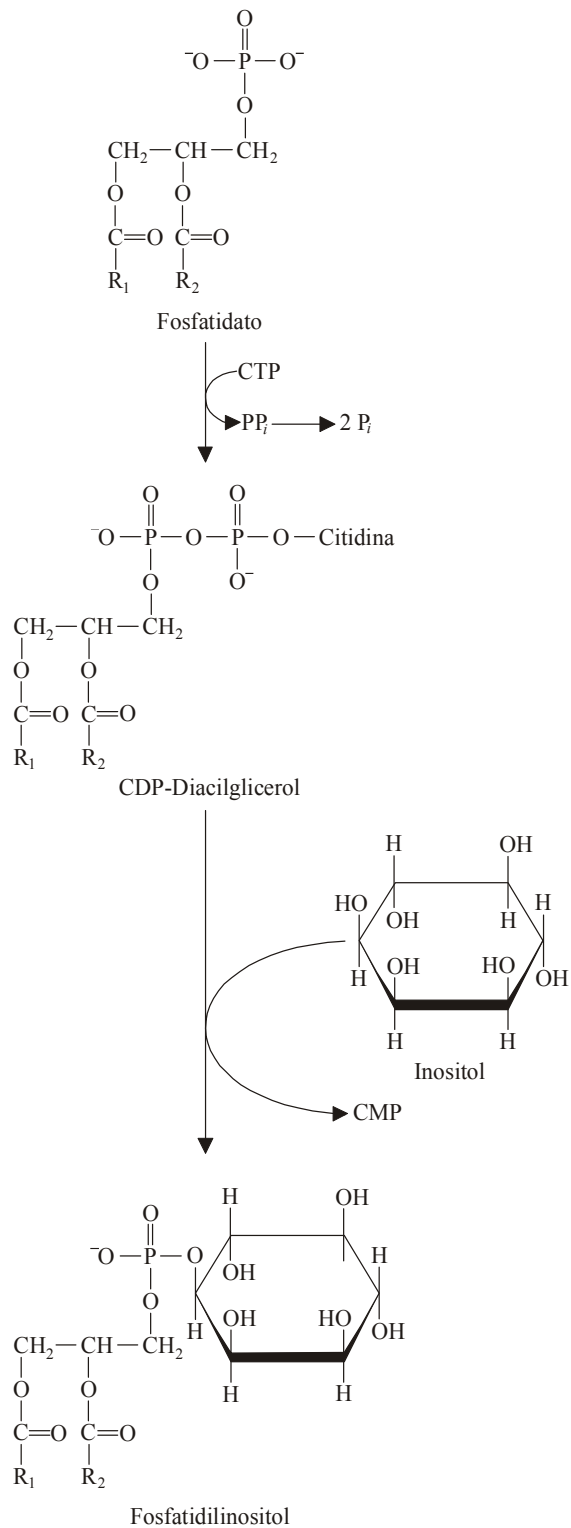 O
⁻O—P—O⁻
O
CH₂—CH—CH₂
O O
C=O C=O
R₁ R₂
Fosfatidato
CTP
PPᵢ 2 Pᵢ
O O
⁻O—P—O—P—O—Citidina
O O⁻
CH₂—CH—CH₂
O O
C=O C=O
R₁ R₂
CDP-Diacilglicerol
H OH
HO OH H H
H OH HO OH
H H
Inositol
CMP
H OH
O
⁻O—P—O OH H
O H OH HO OH
CH₂—CH—CH₂
H H
O O
C=O C=O
R₁ R₂
Fosfatidilinositol